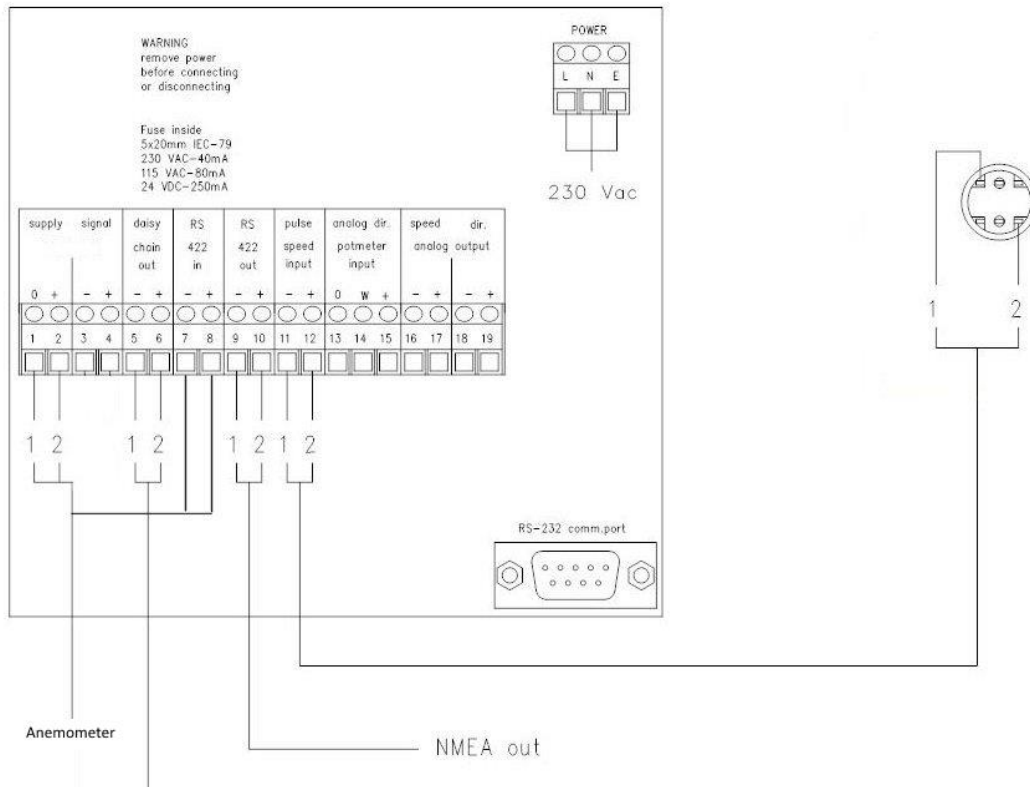 WARNING
remove power
before connecting
or disconnecting
Fuse inside
5x20mm IEC-79
230 VAC-40mA
115 VAC-80mA
24 VDC-250mA
POWER
L N E
230 Vac
supply signal daisy RS RS pulse analog dir. speed dir.
chain 422 422 speed potmeter analog output
out in out input input
0 + - + - + - + - + - + 0 W + - + - +
1 2 3 4 5 6 7 8 9 10 11 12 13 14 15 16 17 18 19
1 2 1 2 1 2 1 2
1 2
RS-232 comm.port
Anemometer
NMEA out